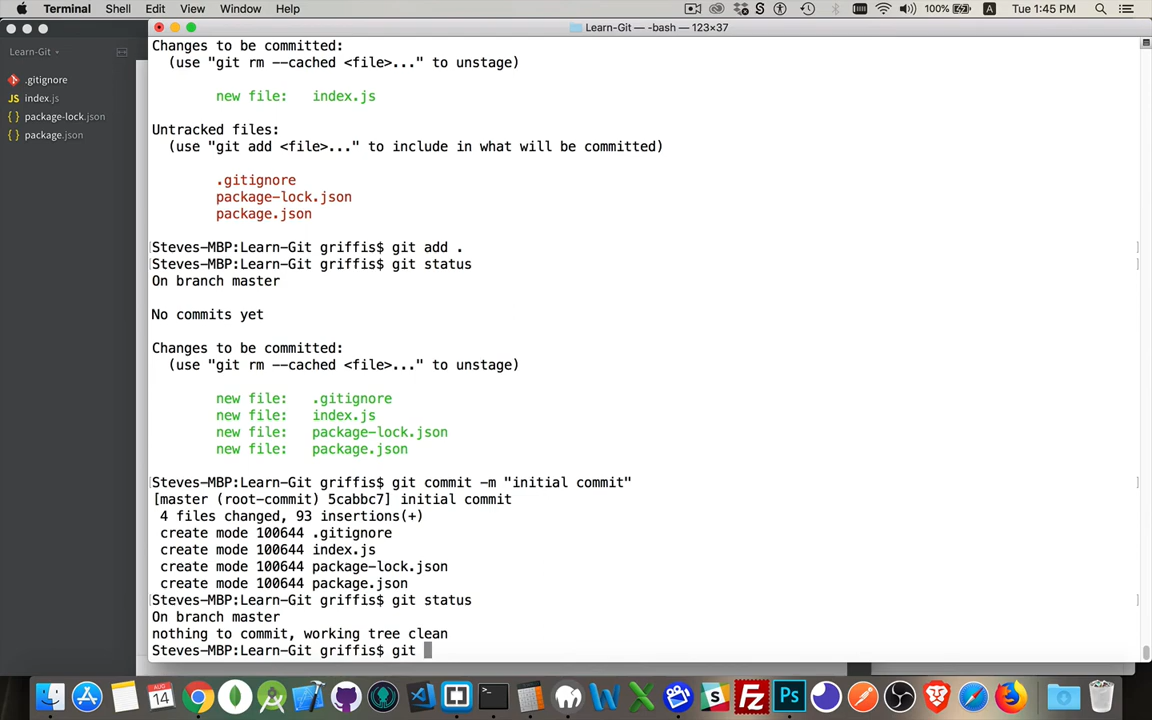 Terminal Shell Edit View Window Help 100% Tue 1:45 PM
Learn-Git — -bash — 123×37
Learn-Git
.gitignore
JS index.js
{ } package-lock.json
{ } package.json
Changes to be committed:
(use "git rm --cached <file>..." to unstage)
new file: index.js
Untracked files:
(use "git add <file>..." to include in what will be committed)
.gitignore
package-lock.json
package.json
Steves-MBP:Learn-Git griffis$ git add .
Steves-MBP:Learn-Git griffis$ git status
On branch master
No commits yet
Changes to be committed:
(use "git rm --cached <file>..." to unstage)
new file: .gitignore
new file: index.js
new file: package-lock.json
new file: package.json
Steves-MBP:Learn-Git griffis$ git commit -m "initial commit"
[master (root-commit) 5cabbc7] initial commit
4 files changed, 93 insertions(+)
create mode 100644 .gitignore
create mode 100644 index.js
create mode 100644 package-lock.json
create mode 100644 package.json
Steves-MBP:Learn-Git griffis$ git status
On branch master
nothing to commit, working tree clean
Steves-MBP:Learn-Git griffis$ git